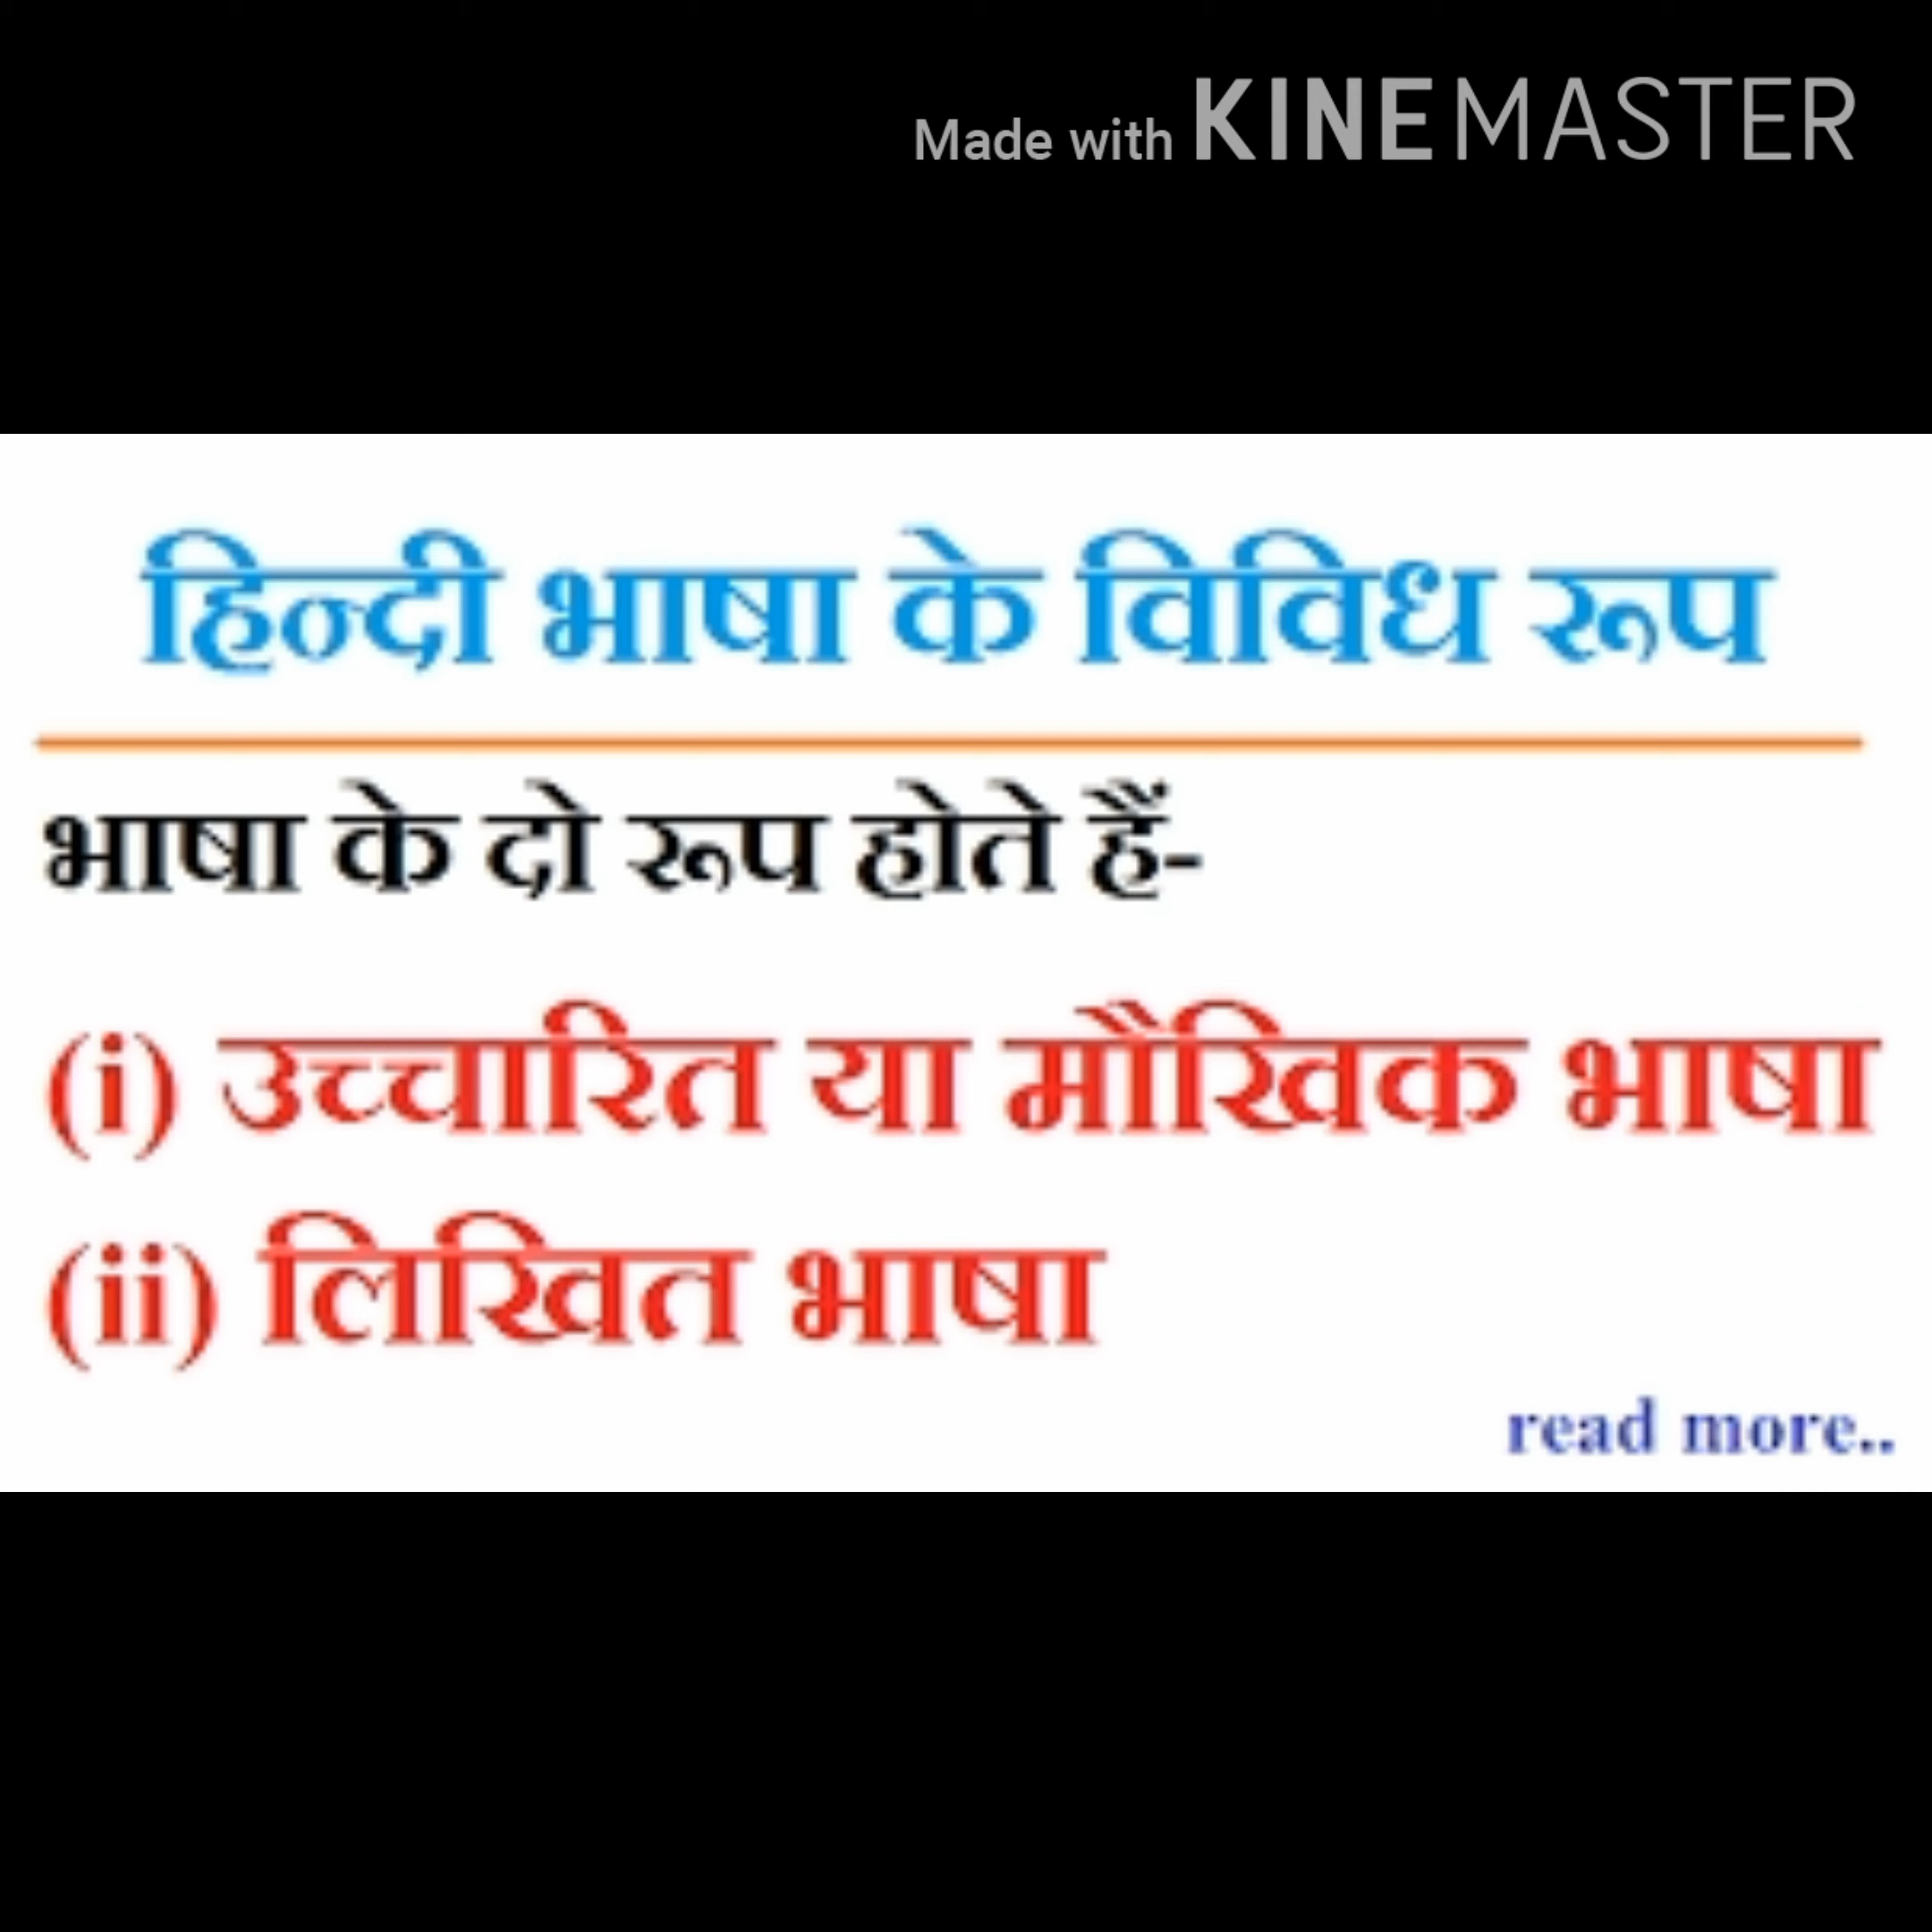 Made with KINEMASTER
हिन्दी भाषा के विविध रूप
भाषा के दो रूप होते हैं-
(i) उच्चारित या मौखिक भाषा
(ii) लिखित भाषा
read more..